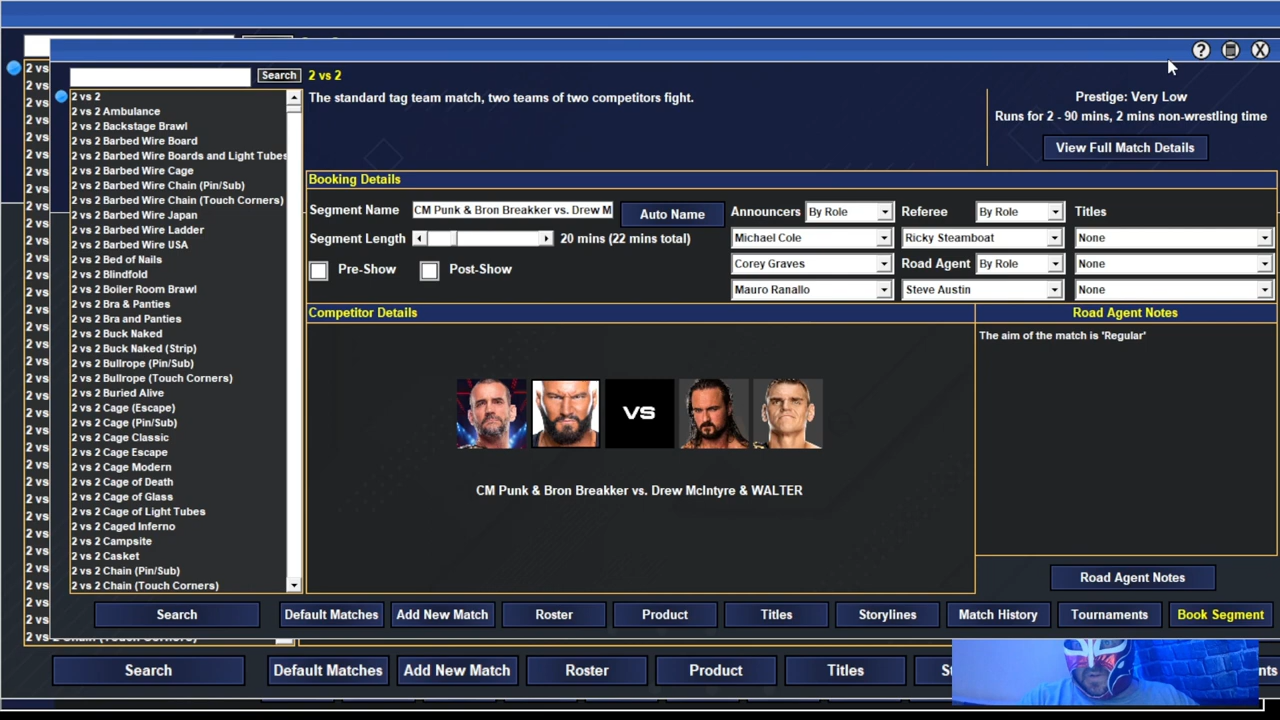 2 vs
Search
2 vs 2
The standard tag team match, two teams of two competitors fight.
Prestige: Very Low
Runs for 2 - 90 mins, 2 mins non-wrestling time
View Full Match Details
2 vs 2
2 vs 2 Ambulance
2 vs 2 Backstage Brawl
2 vs 2 Barbed Wire Board
2 vs 2 Barbed Wire Boards and Light Tubes
2 vs 2 Barbed Wire Cage
2 vs 2 Barbed Wire Chain (Pin/Sub)
2 vs 2 Barbed Wire Chain (Touch Corners)
2 vs 2 Barbed Wire Japan
2 vs 2 Barbed Wire Ladder
2 vs 2 Barbed Wire USA
2 vs 2 Bed of Nails
2 vs 2 Blindfold
2 vs 2 Boiler Room Brawl
2 vs 2 Bra & Panties
2 vs 2 Bra and Panties
2 vs 2 Buck Naked
2 vs 2 Buck Naked (Strip)
2 vs 2 Bullrope (Pin/Sub)
2 vs 2 Bullrope (Touch Corners)
2 vs 2 Buried Alive
2 vs 2 Cage (Escape)
2 vs 2 Cage (Pin/Sub)
2 vs 2 Cage Classic
2 vs 2 Cage Escape
2 vs 2 Cage Modern
2 vs 2 Cage of Death
2 vs 2 Cage of Glass
2 vs 2 Cage of Light Tubes
2 vs 2 Caged Inferno
2 vs 2 Campsite
2 vs 2 Casket
2 vs 2 Chain (Pin/Sub)
2 vs 2 Chain (Touch Corners)
Booking Details
Segment Name
CM Punk & Bron Breakker vs. Drew M
Auto Name
Segment Length
20 mins (22 mins total)
Pre-Show
Post-Show
Announcers
By Role
Michael Cole
Corey Graves
Mauro Ranallo
Referee
By Role
Ricky Steamboat
Road Agent
By Role
Steve Austin
Titles
None
None
None
Competitor Details
VS
CM Punk & Bron Breakker vs. Drew McIntyre & WALTER
Road Agent Notes
The aim of the match is 'Regular'
Road Agent Notes
Search
Default Matches
Add New Match
Roster
Product
Titles
Storylines
Match History
Tournaments
Book Segment
Search
Default Matches
Add New Match
Roster
Product
Titles